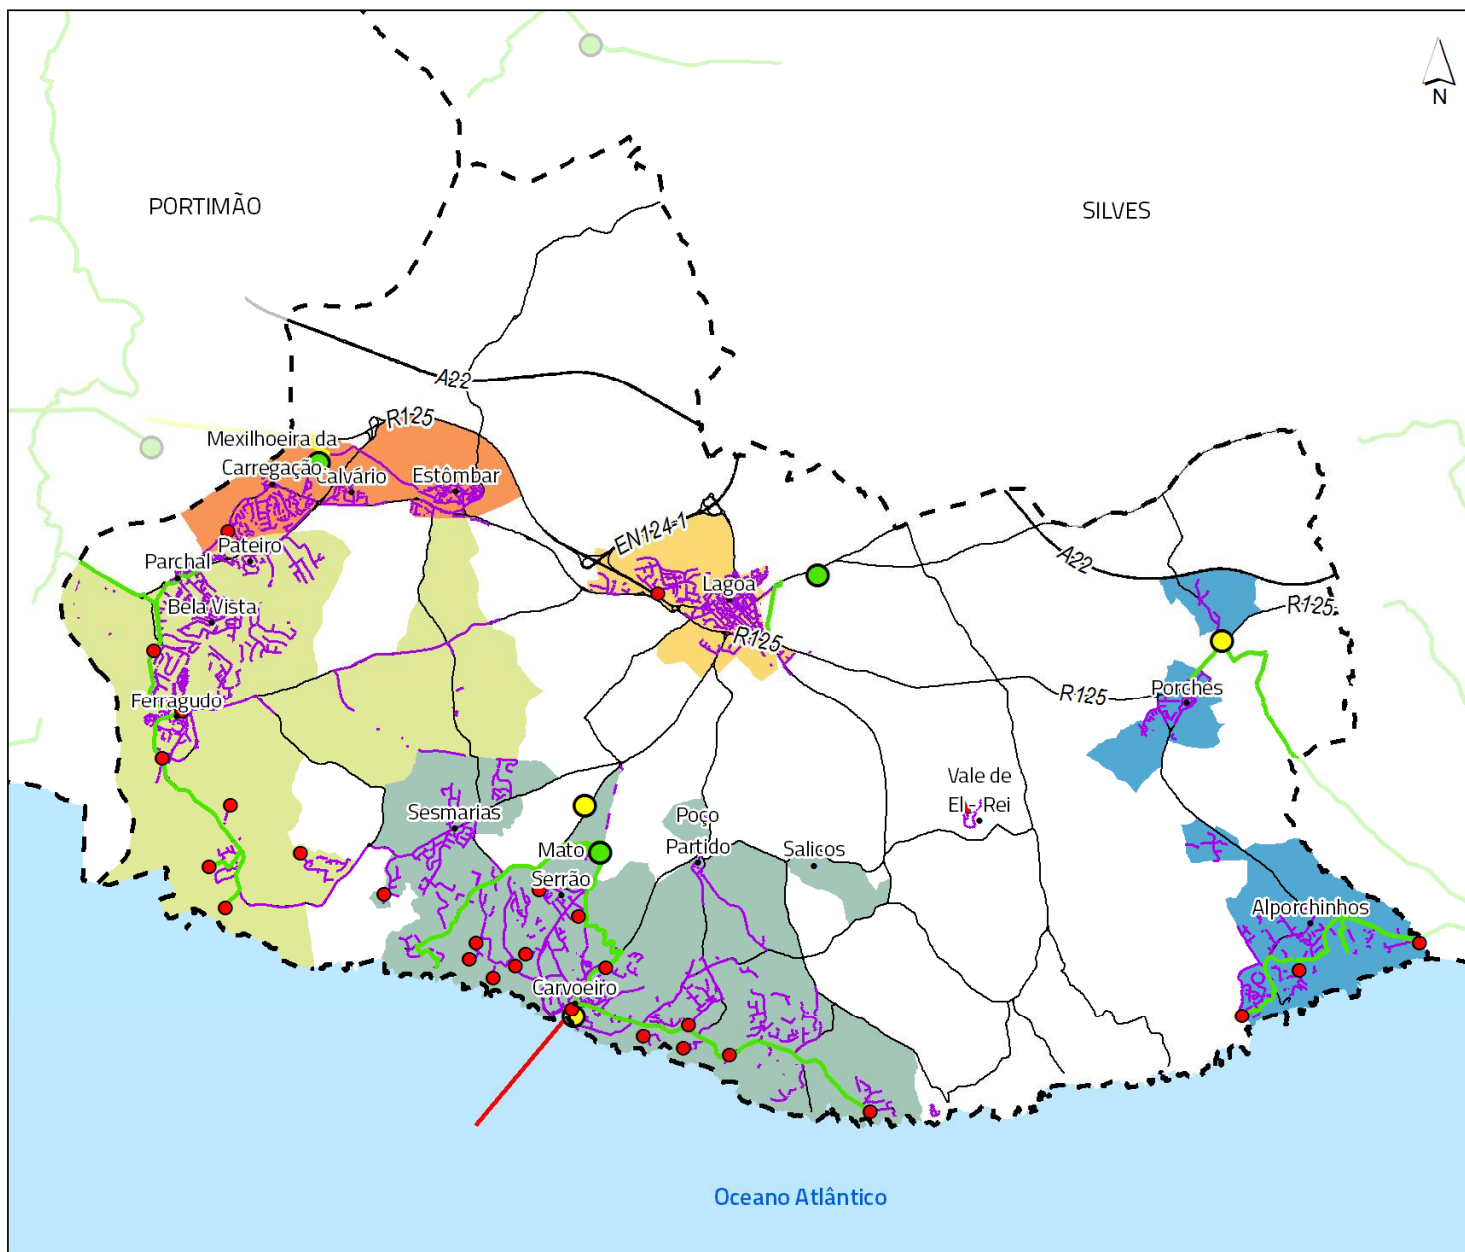 N
PORTIMÃO
SILVES
A22
R125
Mexilhoeira da
Carregação
Calvário
Estômbar
EN124-1
A22
Pateiro
Parchal
Lagoa
Bela Vista
R125
R125
Ferragudo
R125
Porches
Vale de
El - Rei
Sesmarias
Poço
Partido
Mato
Serrão
Salicos
Alporchinhos
Carvoeiro
Oceano Atlântico